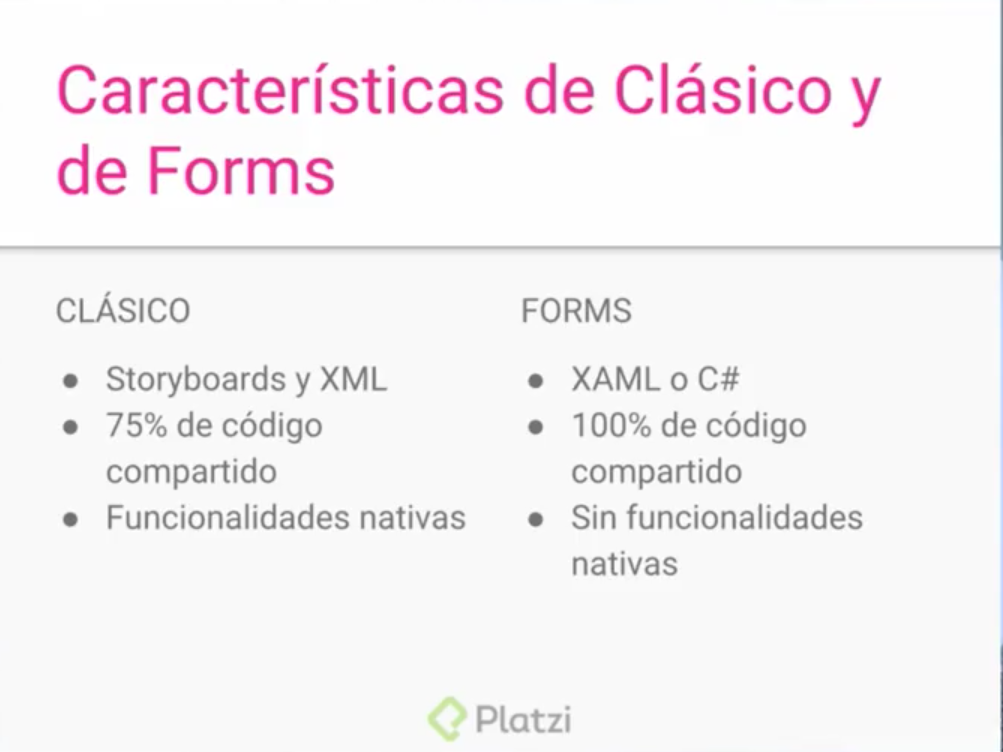 Características de Clásico y
de Forms
CLÁSICO
● Storyboards y XML
● 75% de código
compartido
● Funcionalidades nativas
FORMS
● XAML o C#
● 100% de código
compartido
● Sin funcionalidades
nativas
Platzi